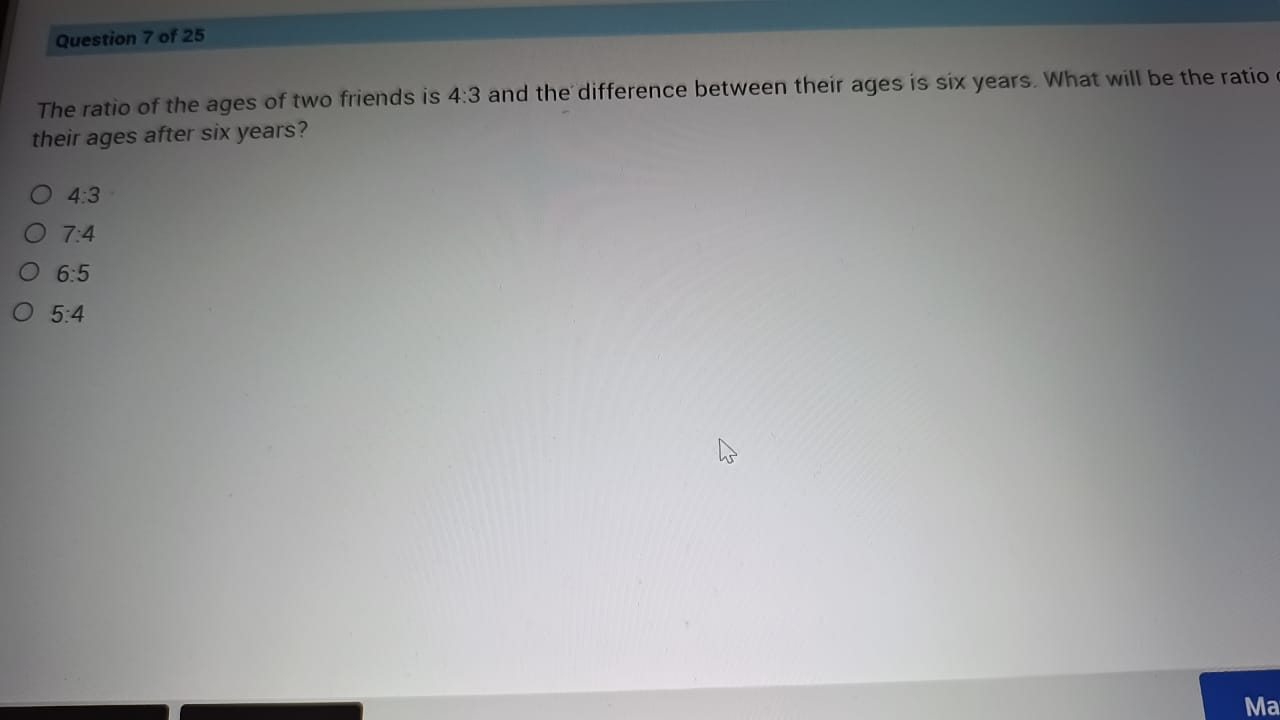 Question 7 of 25
The ratio of the ages of two friends is 4:3 and the difference between their ages is six years. What will be the ratio
their ages after six years?
4:3
7:4
6:5
5:4
Ma